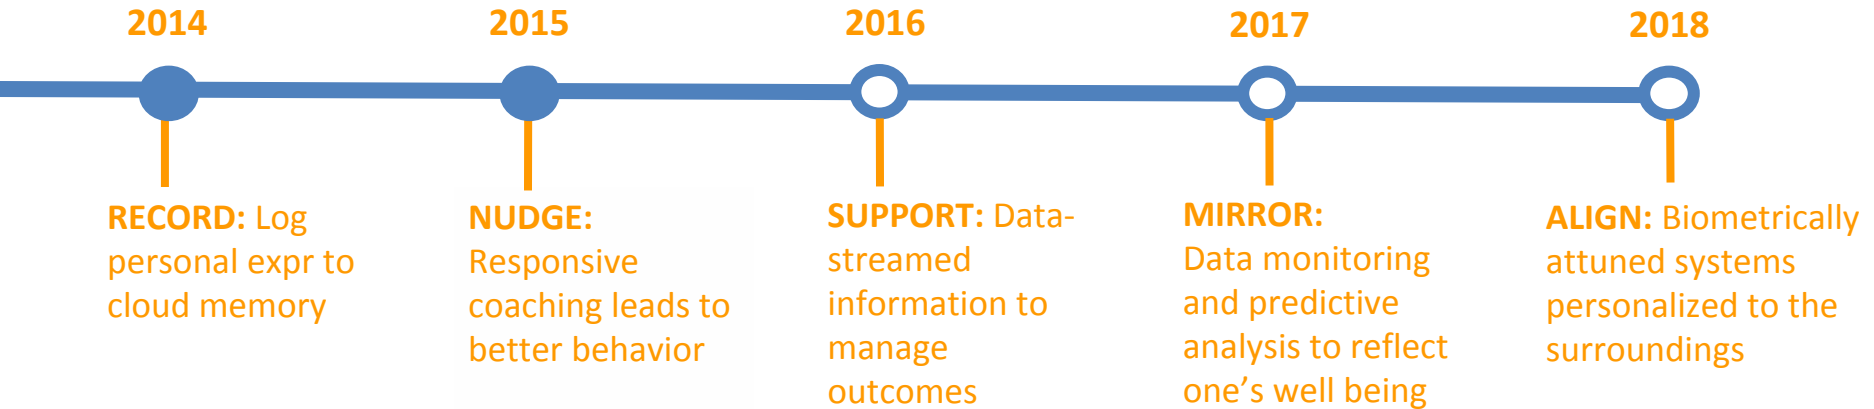 2014
2015
2016
2017
2018
RECORD: Log
personal expr to
cloud memory
NUDGE:
Responsive
coaching leads to
better behavior
SUPPORT: Data-
streamed
information to
manage
outcomes
MIRROR:
Data monitoring
and predictive
analysis to reflect
one’s well being
ALIGN: Biometrically
attuned systems
personalized to the
surroundings